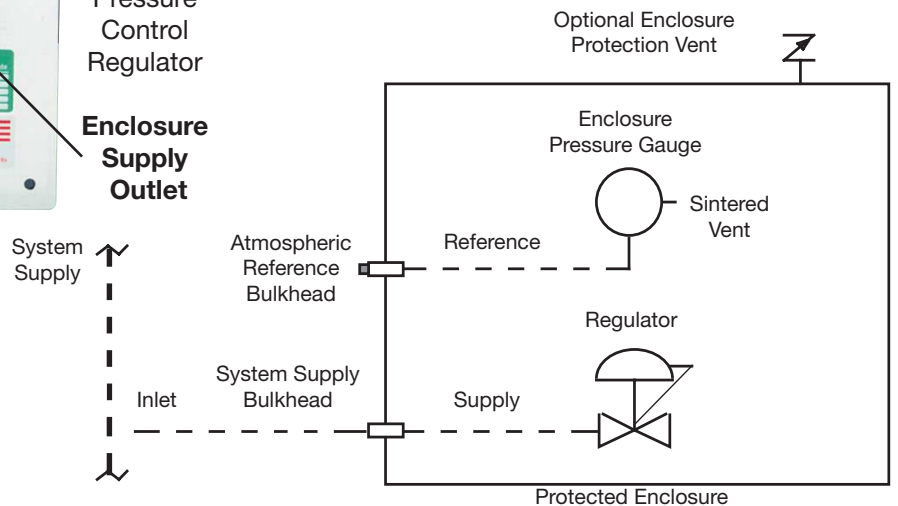 Pressure
Control
Regulator
Enclosure
Supply
Outlet
Optional Enclosure
Protection Vent
Enclosure
Pressure Gauge
Sintered
Vent
System
Supply
Atmospheric
Reference
Bulkhead
Reference
Regulator
Inlet
System Supply
Bulkhead
Supply
Protected Enclosure